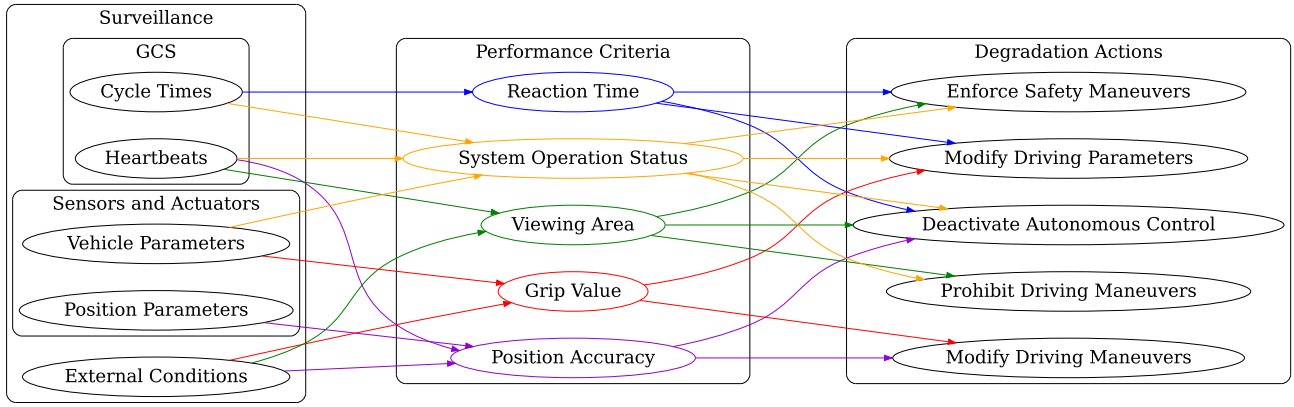 Surveillance
GCS
Cycle Times
Heartbeats
Sensors and Actuators
Vehicle Parameters
Position Parameters
External Conditions
Performance Criteria
Reaction Time
System Operation Status
Viewing Area
Grip Value
Position Accuracy
Degradation Actions
Enforce Safety Maneuvers
Modify Driving Parameters
Deactivate Autonomous Control
Prohibit Driving Maneuvers
Modify Driving Maneuvers